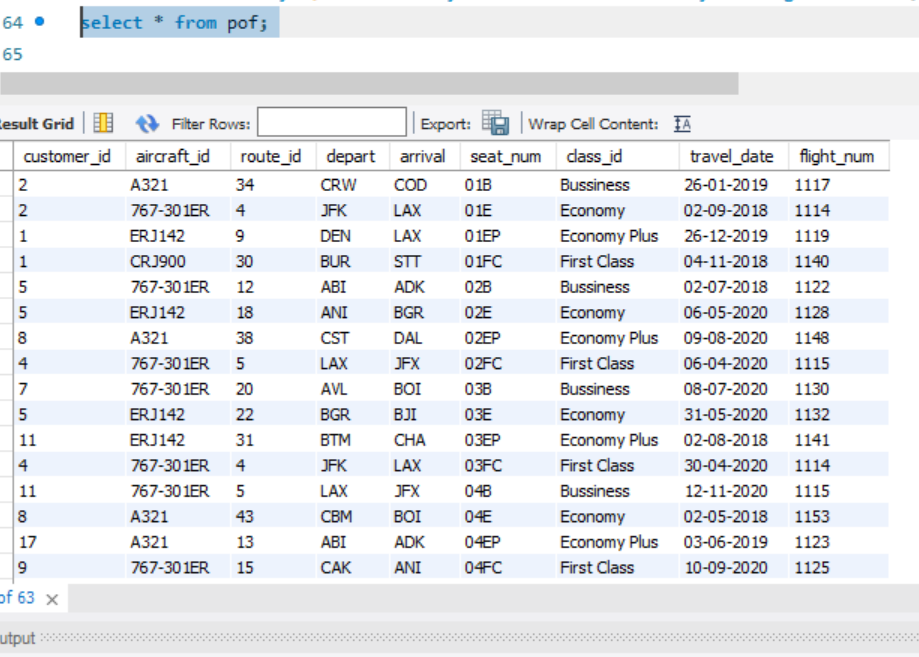 64 select * from pof;
65
esult Grid Filter Rows: Export: Wrap Cell Content: IA
customer_id aircraft_id route_id depart arrival seat_num class_id travel_date flight_num
2 A321 34 CRW COD 01B Bussiness 26-01-2019 1117
2 767-301ER 4 JFK LAX 01E Economy 02-09-2018 1114
1 ERJ142 9 DEN LAX 01EP Economy Plus 26-12-2019 1119
1 CRJ900 30 BUR STT 01FC First Class 04-11-2018 1140
5 767-301ER 12 ABI ADK 02B Bussiness 02-07-2018 1122
5 ERJ142 18 ANI BGR 02E Economy 06-05-2020 1128
8 A321 38 CST DAL 02EP Economy Plus 09-08-2020 1148
4 767-301ER 5 LAX JFX 02FC First Class 06-04-2020 1115
7 767-301ER 20 AVL BOI 03B Bussiness 08-07-2020 1130
5 ERJ142 22 BGR BJI 03E Economy 31-05-2020 1132
11 ERJ142 31 BTM CHA 03EP Economy Plus 02-08-2018 1141
4 767-301ER 4 JFK LAX 03FC First Class 30-04-2020 1114
11 767-301ER 5 LAX JFX 04B Bussiness 12-11-2020 1115
8 A321 43 CBM BOI 04E Economy 02-05-2018 1153
17 A321 13 ABI ADK 04EP Economy Plus 03-06-2019 1123
9 767-301ER 15 CAK ANI 04FC First Class 10-09-2020 1125
of 63
utput